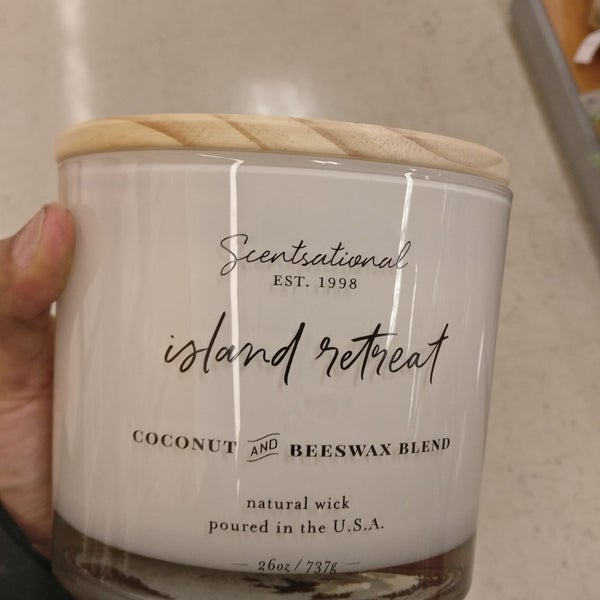 Scentsational
EST. 1998
island retreat
COCONUT AND BEESWAX BLEND
natural wick
poured in the U.S.A.
— 26oz / 737g —